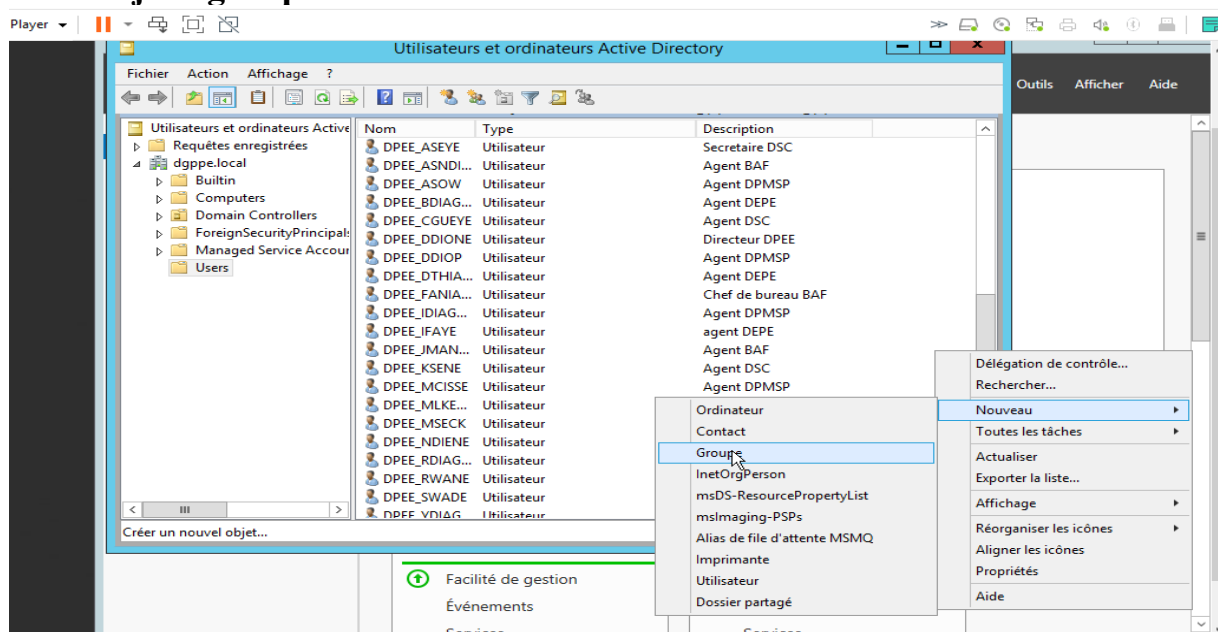 Player
Utilisateurs et ordinateurs Active Directory
Fichier Action Affichage ?
Outils Afficher Aide
Utilisateurs et ordinateurs Active
Requêtes enregistrées
dgppe.local
Builtin
Computers
Domain Controllers
ForeignSecurityPrincipals
Managed Service Accour
Users
Nom Type Description
DPEE_ASEYE Utilisateur Secretaire DSC
DPEE_ASNDI... Utilisateur Agent BAF
DPEE_ASOW Utilisateur Agent DPMSP
DPEE_BDIAG... Utilisateur Agent DEPE
DPEE_CGUEYE Utilisateur Agent DSC
DPEE_DDIONE Utilisateur Directeur DPEE
DPEE_DDIOP Utilisateur Agent DPMSP
DPEE_DTHIA... Utilisateur Agent DEPE
DPEE_FANIA... Utilisateur Chef de bureau BAF
DPEE_IDIAG... Utilisateur Agent DPMSP
DPEE_IFAYE Utilisateur agent DEPE
DPEE_JMAN... Utilisateur Agent BAF
DPEE_KSENE Utilisateur Agent DSC
DPEE_MCISSE Utilisateur Agent DPMSP
DPEE_MLKE... Utilisateur
DPEE_MSECK Utilisateur
DPEE_NDIENE Utilisateur
DPEE_RDIAG... Utilisateur
DPEE_RWANE Utilisateur
DPEE_SWADE Utilisateur
DPEE_YDIAG Utilisateur
Créer un nouvel objet...
Délégation de contrôle...
Rechercher...
Nouveau
Toutes les tâches
Actualiser
Exporter la liste...
Affichage
Réorganiser les icônes
Aligner les icônes
Propriétés
Aide
Ordinateur
Contact
Groupe
InetOrgPerson
msDS-ResourcePropertyList
msImaging-PSPs
Alias de file d'attente MSMQ
Imprimante
Utilisateur
Dossier partagé
Facilité de gestion
Événements
Services Services